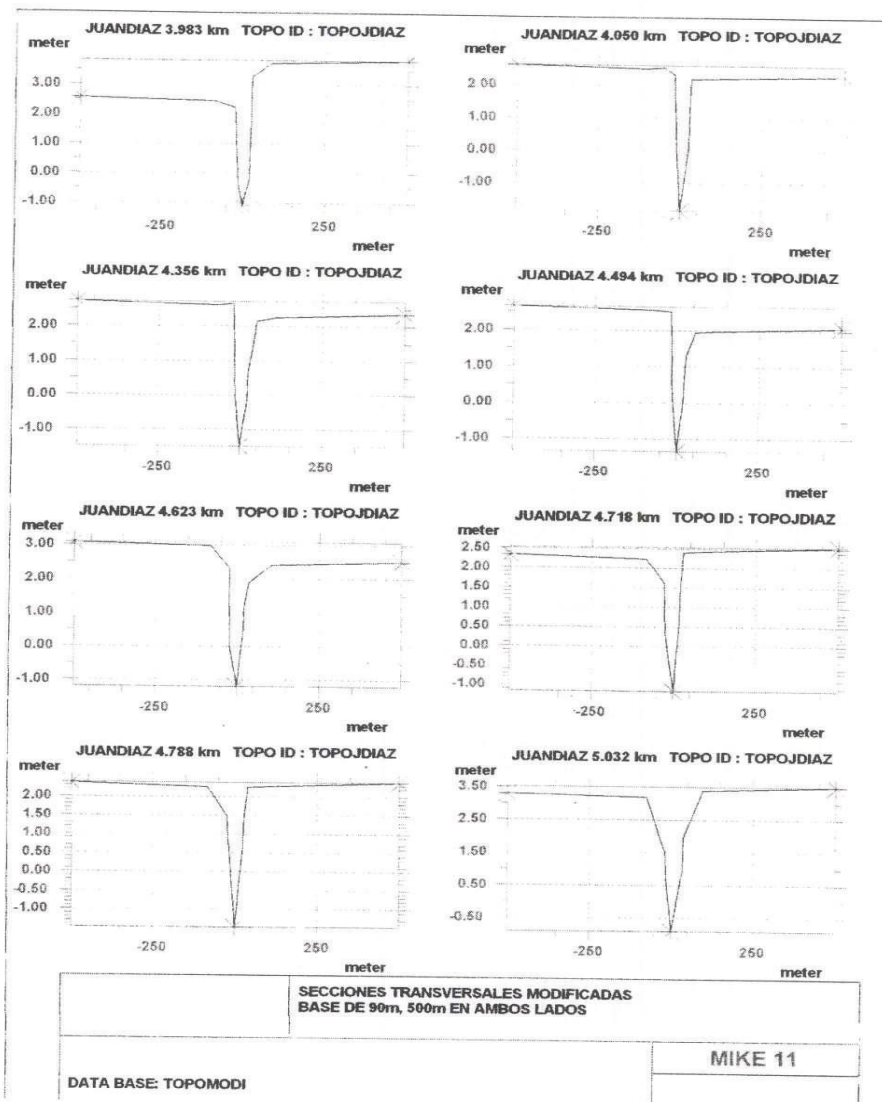 JUANDIAZ 3.983 km TOPO ID : TOPOJDIAZ
meter
3.00
2.00
1.00
0.00
-1.00
-250
250
meter
JUANDIAZ 4.050 km TOPO ID : TOPOJDIAZ
meter
2.00
1.00
0.00
-1.00
-250
250
meter
JUANDIAZ 4.356 km TOPO ID : TOPOJDIAZ
meter
2.00
1.00
0.00
-1.00
-250
250
meter
JUANDIAZ 4.494 km TOPO ID : TOPOJDIAZ
meter
2.00
1.00
0.00
-1.00
-250
250
meter
JUANDIAZ 4.623 km TOPO ID : TOPOJDIAZ
meter
3.00
2.00
1.00
0.00
-1.00
-250
250
meter
JUANDIAZ 4.718 km TOPO ID : TOPOJDIAZ
meter
2.50
2.00
1.50
1.00
0.50
0.00
-0.50
-1.00
-250
250
meter
JUANDIAZ 4.788 km TOPO ID : TOPOJDIAZ
meter
2.00
1.50
1.00
0.50
0.00
-0.50
-1.00
-250
250
meter
JUANDIAZ 5.032 km TOPO ID : TOPOJDIAZ
meter
3.50
2.50
1.50
0.50
-0.50
-250
250
meter
SECCIONES TRANSVERSALES MODIFICADAS
BASE DE 90m, 500m EN AMBOS LADOS
MIKE 11
DATA BASE: TOPOMODI